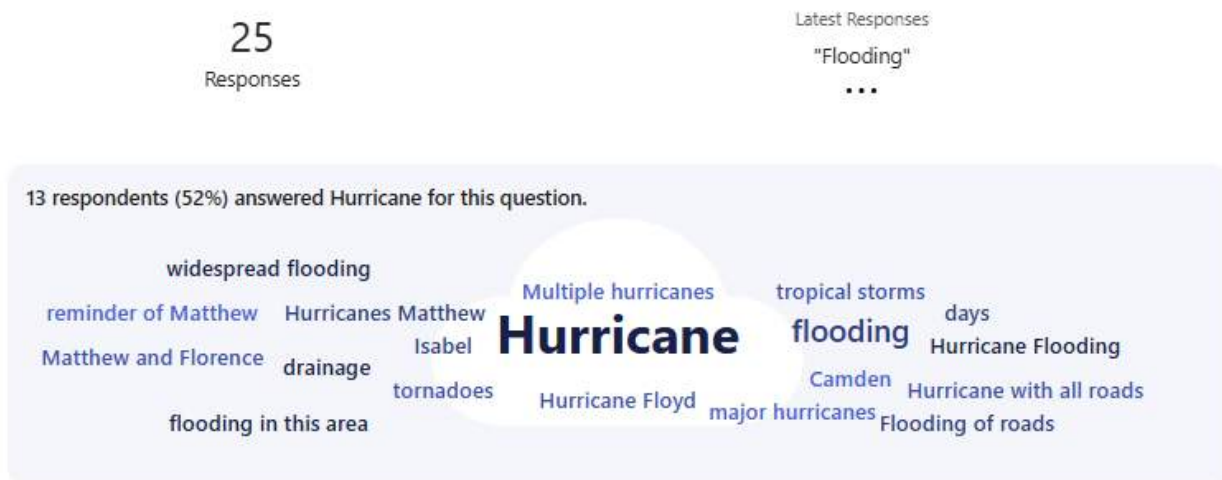 25
Responses
Latest Responses
"Flooding"
...
13 respondents (52%) answered Hurricane for this question.
widespread flooding
Multiple hurricanes
tropical storms
reminder of Matthew
Hurricanes Matthew
days
Hurricane
flooding
Isabel
Hurricane Flooding
Matthew and Florence
drainage
Camden
tornadoes
Hurricane with all roads
Hurricane Floyd
major hurricanes
flooding in this area
Flooding of roads